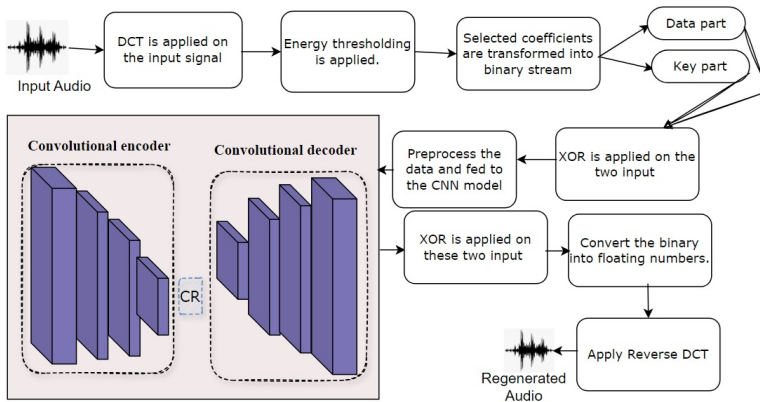 Input Audio
DCT is applied on
the input signal
Energy thresholding
is applied.
Selected coefficients
are transformed into
binary stream
Data part
Key part
XOR is applied on the
two input
Preprocess the
data and fed to
the CNN model
Convolutional encoder
Convolutional decoder
CR
XOR is applied on
these two input
Convert the binary
into floating numbers.
Apply Reverse DCT
Regenerated
Audio